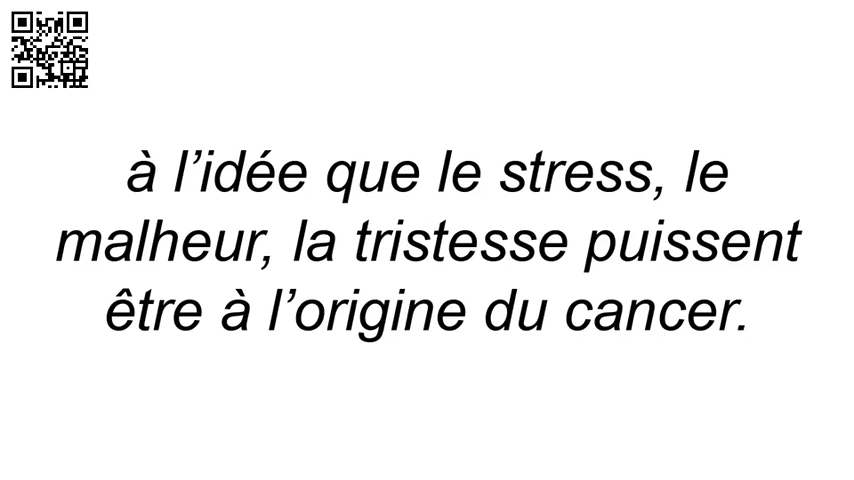 à l’idée que le stress, le
malheur, la tristesse puissent
être à l’origine du cancer.